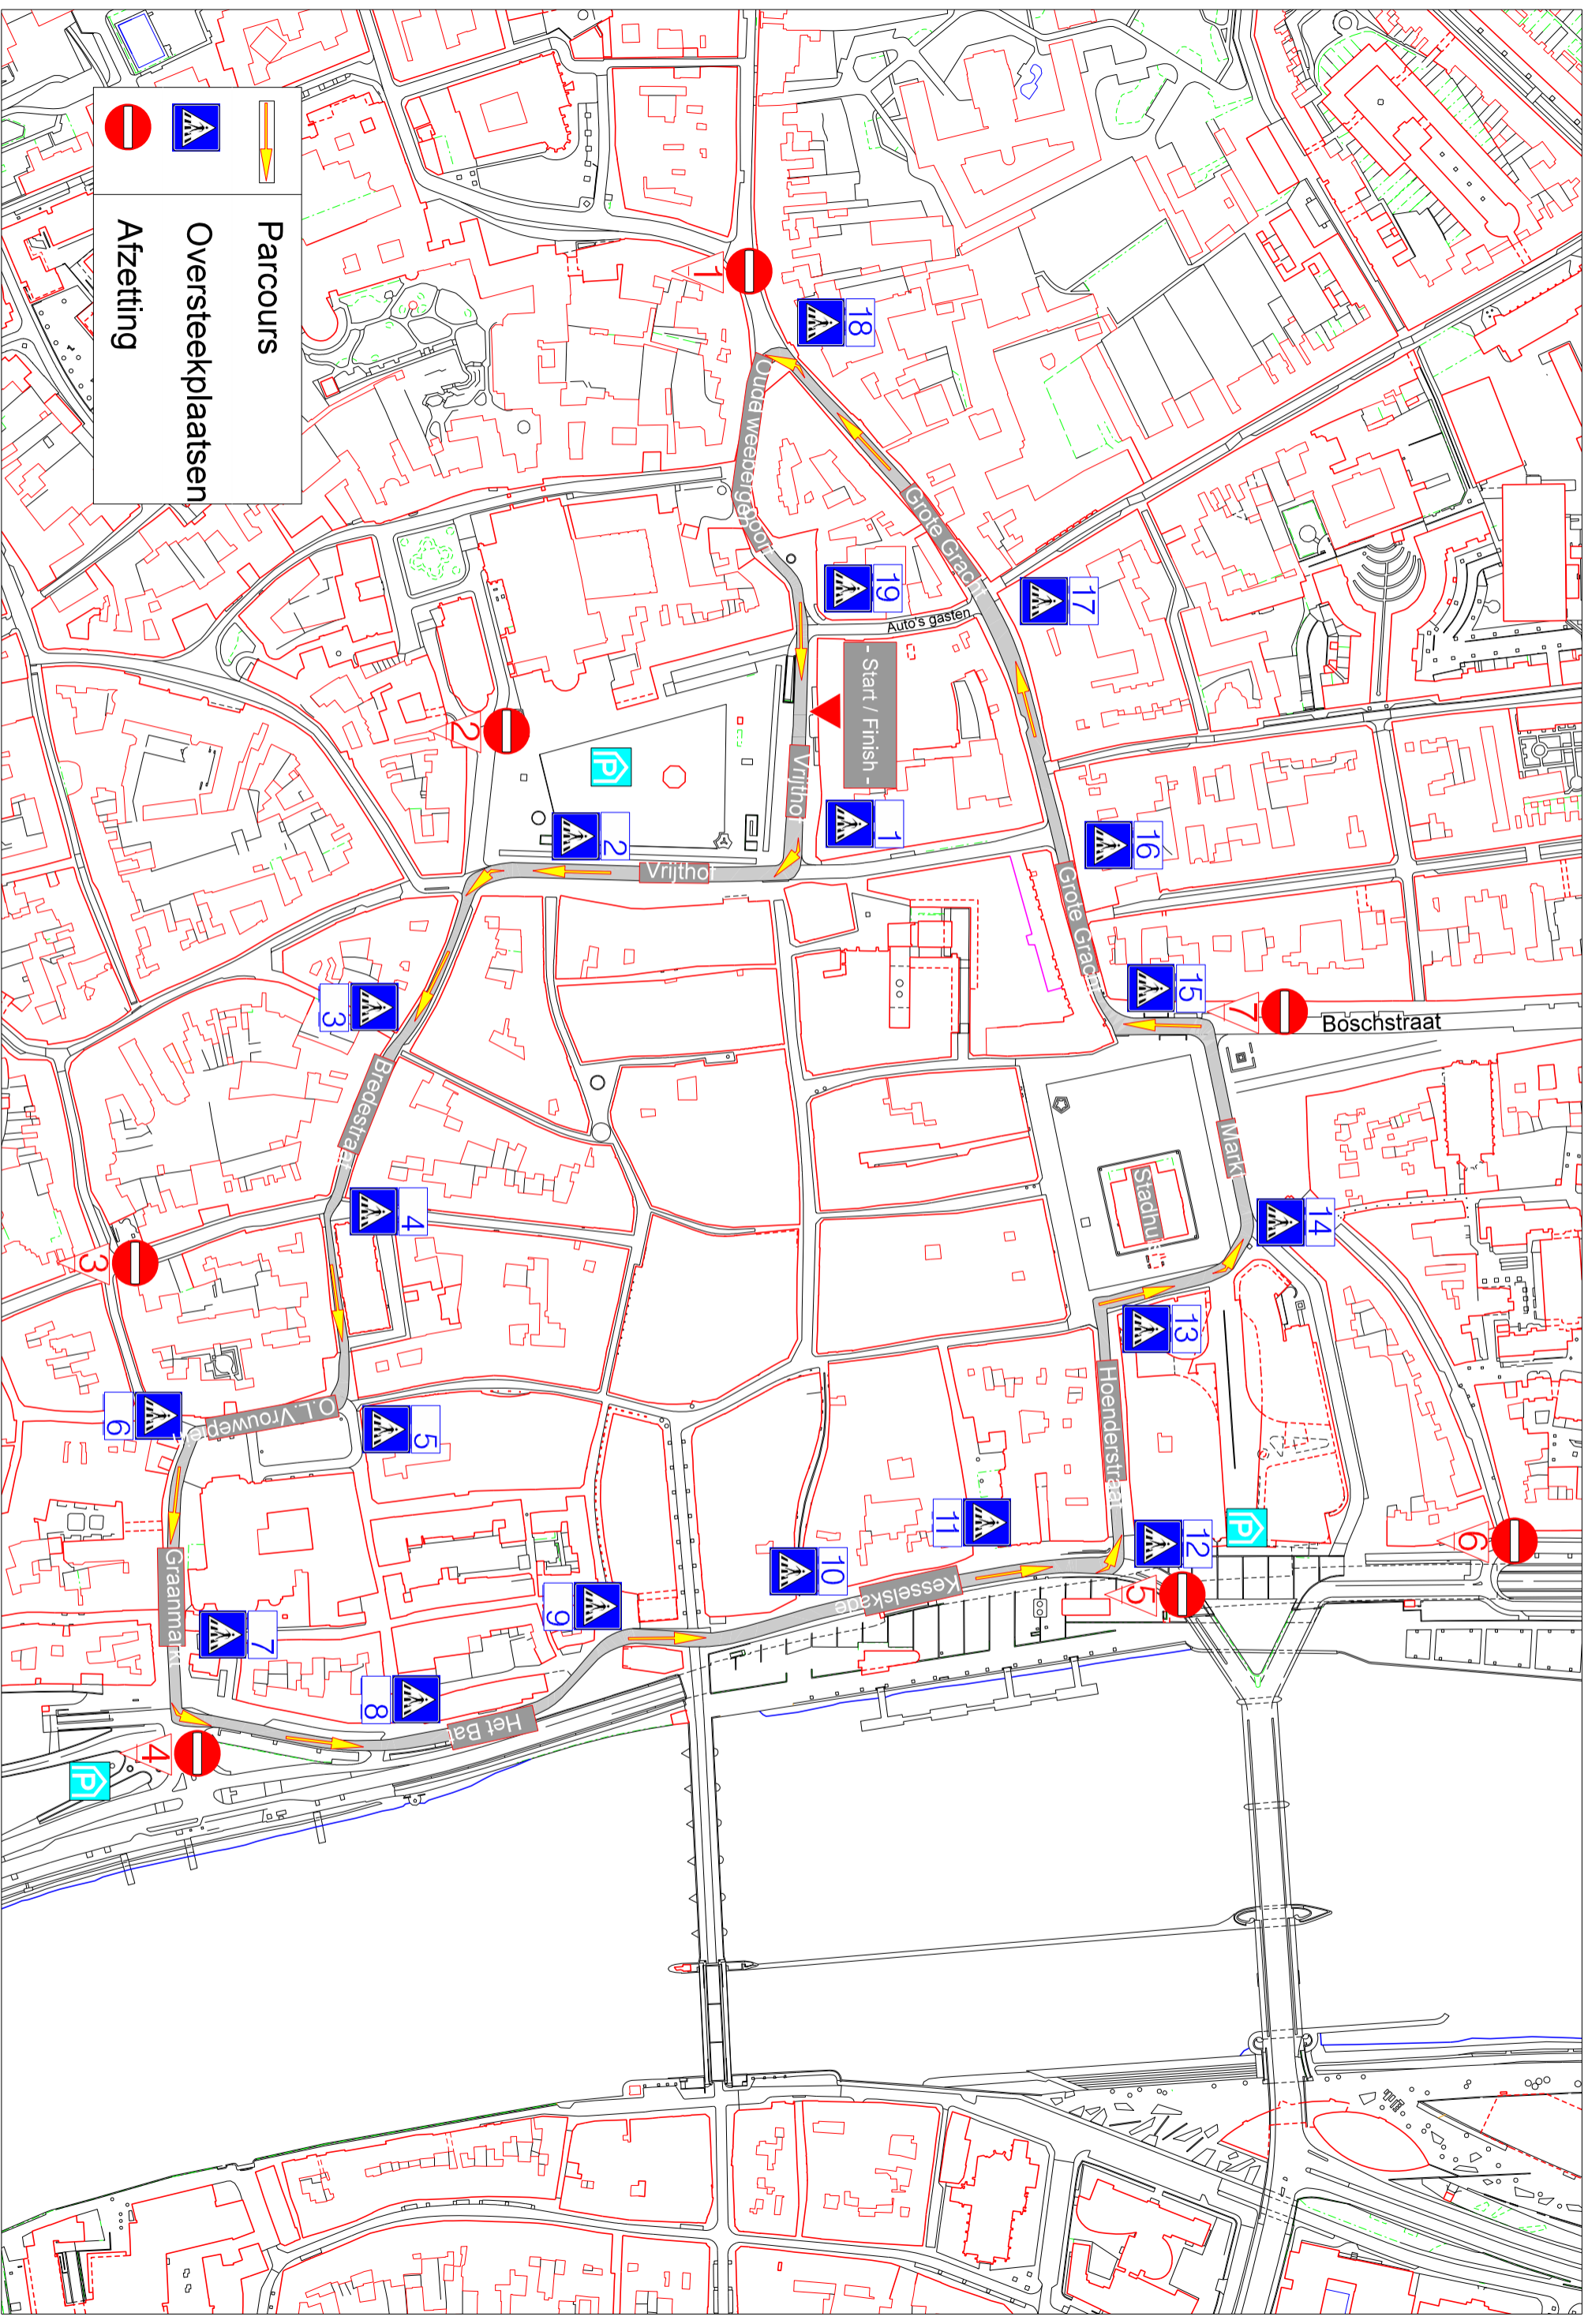 Parcours
Oversteekplaatsen
Afzetting
1
18
Oude weepergepoort
Grote Gracht
17
19
Auto's gasten
- Start / Finish -
2
Vrijthof
1
2
Vrijthof
16
Grote Gracht
15
7
Boschstraat
3
Bredestraat
Markt
Stadhuis
14
4
3
13
Hoenderstraat
O.L.Vrouweplein
6
5
11
12
6
P
P
P
10
5
Kesselskade
9
Graanmarkt
7
8
Het Bat
4